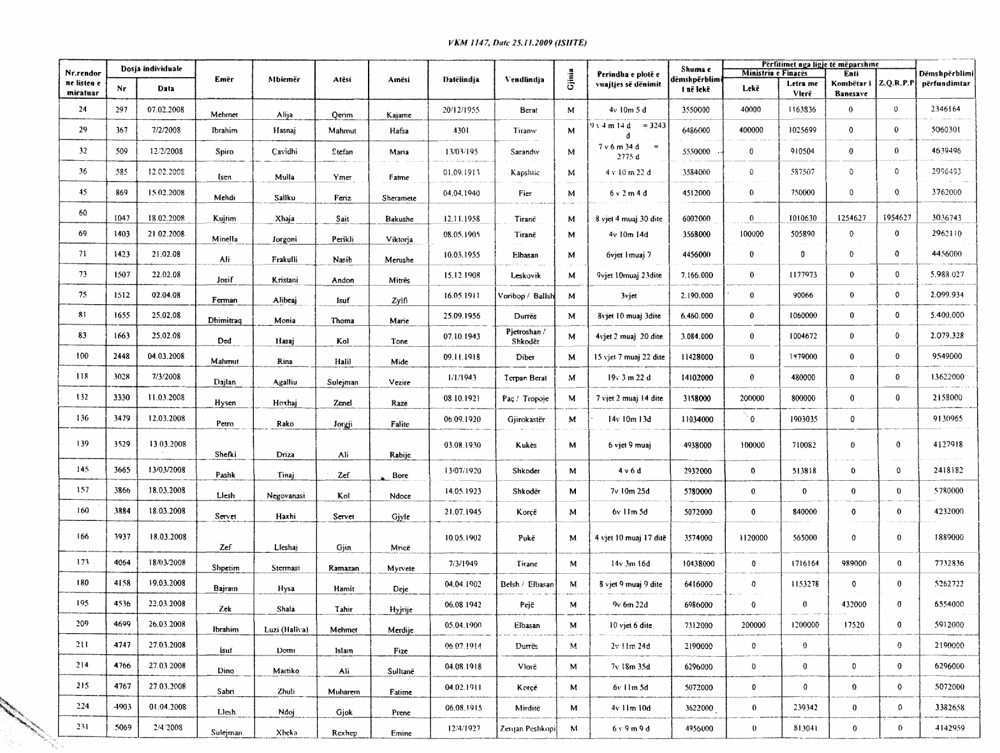 VKM 1147, Date 25.11.2009 (ISHTE)
Nr.rendor ne listen e miratuar | Dosja individuale | Emër | Mbiemër | Atësi | Amësi | Datëlindja | Vendlindja | Gjinia | Perindha e plotë e vuajtjes së dënimit | Shuma e dëmshpërblimi t në lekë | Përfitimet nga ligje të mëparshme | Dëmshpërblimi përfundimtar
Nr | Data | Ministria e Finacës | Enti Kombëtar i Banesave | Z.Q.R.P.P
Lekë | Letra me Vlerë
24 297 07.02.2008 Mehmet Alija Qerim Kajame 20/12/1955 Berat M 4v 10m 5 d 3550000 40000 1163836 0 0 2346164
29 367 7/2/2008 Ibrahim Hasnaj Mahmut Hafsa 4301 Tiranw M 9 v 4 m 14 d = 3243 d 6486000 400000 1025699 0 0 5060301
32 509 12/2/2008 Spiro Çavidhi Stefan Maria 13/03/195 Sarandw M 7 v 6 m 34 d = 2775 d 5550000 0 910504 0 0 4639496
36 585 12.02.2008 Isen Mulla Ymer Fatme 01.09.1913 Kapshtic M 4 v 10 m 22 d 3584000 0 587507 0 0 2996493
45 869 15.02.2008 Mehdi Sallku Feriz Sheramete 04.04.1940 Fier M 6 v 2 m 4 d 4512000 0 750000 0 0 3762000
60 1047 18.02.2008 Kujtim Xhaja Sait Bakushe 12.11.1958 Tiranë M 8 vjet 4 muaj 30 dite 6002000 0 1010630 1254627 1954627 3036743
69 1403 21.02.2008 Minella Jorgoni Perikli Viktorja 08.05.1905 Tiranë M 4v 10m 14d 3568000 100000 505890 0 0 2962110
71 1423 21.02.08 Ali Frakulli Nasib Merushe 10.03.1955 Elbasan M 6vjet 1muaj 7 4456000 0 0 0 0 4456000
73 1507 22.02.08 Josif Kristani Andon Mitrës 15.12.1908 Leskovik M 9vjet 10muaj 23dite 7.166.000 0 1177973 0 0 5.988.027
75 1512 02.04.08 Ferman Alibeaj Isuf Zylfi 16.05.1911 Voribop / Ballsh M 3vjet 2.190.000 0 90066 0 0 2.099.934
81 1655 25.02.08 Dhimitraq Monia Thoma Marie 25.09.1956 Durrës M 8vjet 10 muaj 3dite 6.460.000 0 1060000 0 0 5.400.000
83 1663 25.02.08 Ded Hasaj Kol Tone 07.10.1943 Pjetroshan / Shkodër M 4vjet 2 muaj 20 dite 3.084.000 0 1004672 0 0 2.079.328
100 2448 04.03.2008 Mahmut Rina Halil Mide 09.11.1918 Diber M 15 vjet 7 muaj 22 dite 11428000 0 1879000 0 0 9549000
118 3028 7/3/2008 Dajlan Agalliu Sulejman Vezire 1/1/1943 Terpan Berat M 19v 3 m 22 d 14102000 0 480000 0 0 13622000
132 3330 11.03.2008 Hysen Hoxhaj Zenel Raze 08.10.1921 Paç / Tropoje M 7 vjet 2 muaj 14 dite 3158000 200000 800000 0 0 2158000
136 3479 12.03.2008 Petro Rako Jorgji Falite 06.09.1920 Gjirokastër M 14v 10m 13d 11034000 0 1903035 0 9130965
139 3529 13.03.2008 Shefki Driza Ali Rabije 03.08.1930 Kukës M 6 vjet 9 muaj 4938000 100000 710082 0 0 4127918
145 3665 13/03/2008 Pashk Tinaj Zef Bore 13/07/1920 Shkoder M 4 v 6 d 2932000 0 513818 0 0 2418182
157 3866 18.03.2008 Llesh Negovanasi Kol Ndoce 14.05.1923 Shkodër M 7v 10m 25d 5780000 0 0 0 0 5780000
160 3884 18.03.2008 Servet Haxhi Servet Gjyle 21.07.1945 Korçë M 6v 11m 5d 5072000 0 840000 0 0 4232000
166 3937 18.03.2008 Zef Lleshaj Gjin Mricë 10.05.1902 Pukë M 4 vjet 10 muaj 17 ditë 3574000 1120000 565000 0 0 1889000
173 4064 18/03/2008 Shpetim Stermasi Ramazan Myrvete 7/3/1949 Tirane M 14v 3m 16d 10438000 0 1716164 989000 0 7732836
180 4158 19.03.2008 Bajram Hysa Hamit Deje 04.04.1902 Belsh / Elbasan M 8 vjet 9 muaj 9 dite 6416000 0 1153278 0 0 5262722
195 4536 22.03.2008 Zek Shala Tahir Hyjrije 06.08.1942 Pejë M 9v 6m 22d 6986000 0 0 432000 0 6554000
209 4699 26.03.2008 Ibrahim Luzi (Haliva) Mehmet Merdije 05.04.1900 Elbasan M 10 vjet 6 dite 7312000 200000 1200000 17520 0 5912000
211 4747 27.03.2008 Isuf Domi Islam Fize 06.07.1914 Durrës M 2v 11m 24d 2190000 0 0 0 2190000
214 4766 27.03.2008 Dino Martiko Ali Sulltanë 04.08.1918 Vlorë M 7v 18m 35d 6296000 0 0 0 0 6296000
215 4767 27.03.2008 Sabri Zhuli Muharem Fatime 04.02.1911 Korçë M 6v 11m 5d 5072000 0 0 0 0 5072000
224 4903 01.04.2008 Llesh Ndoj Gjok Prene 06.08.1915 Mirditë M 4v 11m 10d 3622000 0 239342 0 0 3382658
231 5069 2/4/2008 Sulejman Xheka Rexhep Emine 12/4/1927 Zerqan Peshkopi M 6 v 9 m 9 d 4956000 0 813041 0 0 4142959